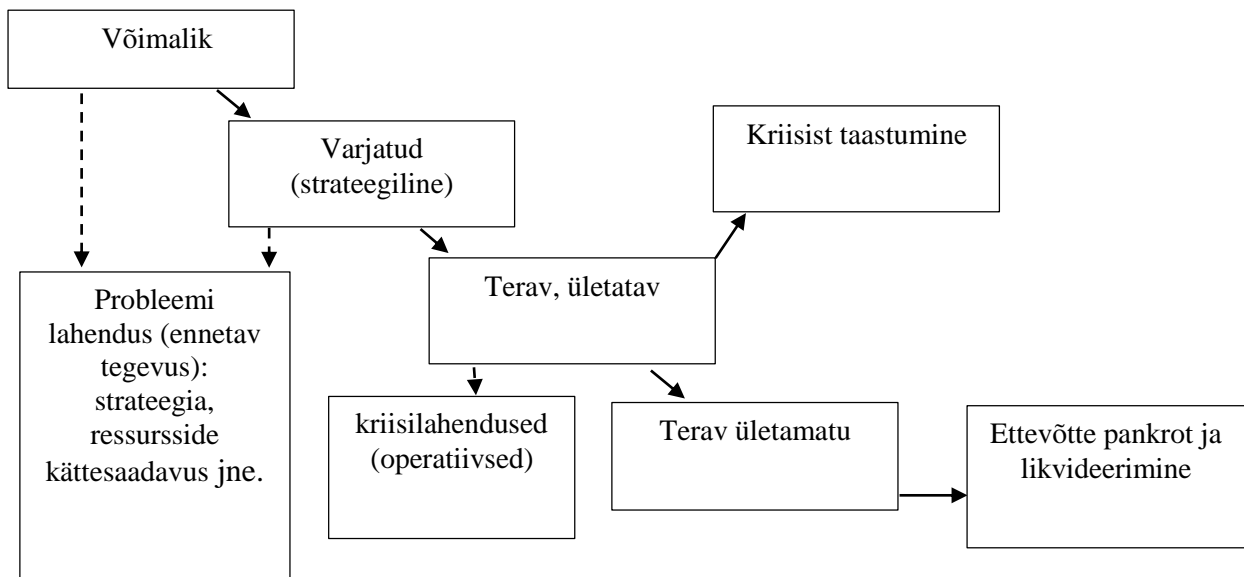 Võimalik
Varjatud
(strateegiline)
Kriisist taastumine
Terav, ületatav
Probleemi
lahendus (ennetav
tegevus):
strateegia,
ressursside
kättesaadavus jne.
kriisilahendused
(operatiivsed)
Terav ületamatu
Ettevõtte pankrot ja
likvideerimine